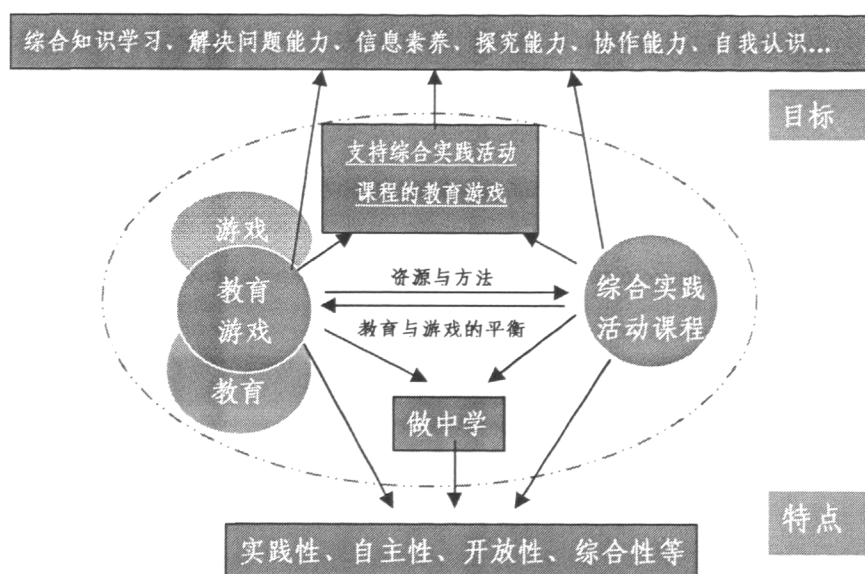 综合知识学习、解决问题能力、信息素养、探究能力、协作能力、自我认识...
目标
支持综合实践活动
课程的教育游戏
游戏
教育
游戏
教育
资源与方法
教育与游戏的平衡
综合实践
活动课程
做中学
特点
实践性、自主性、开放性、综合性等